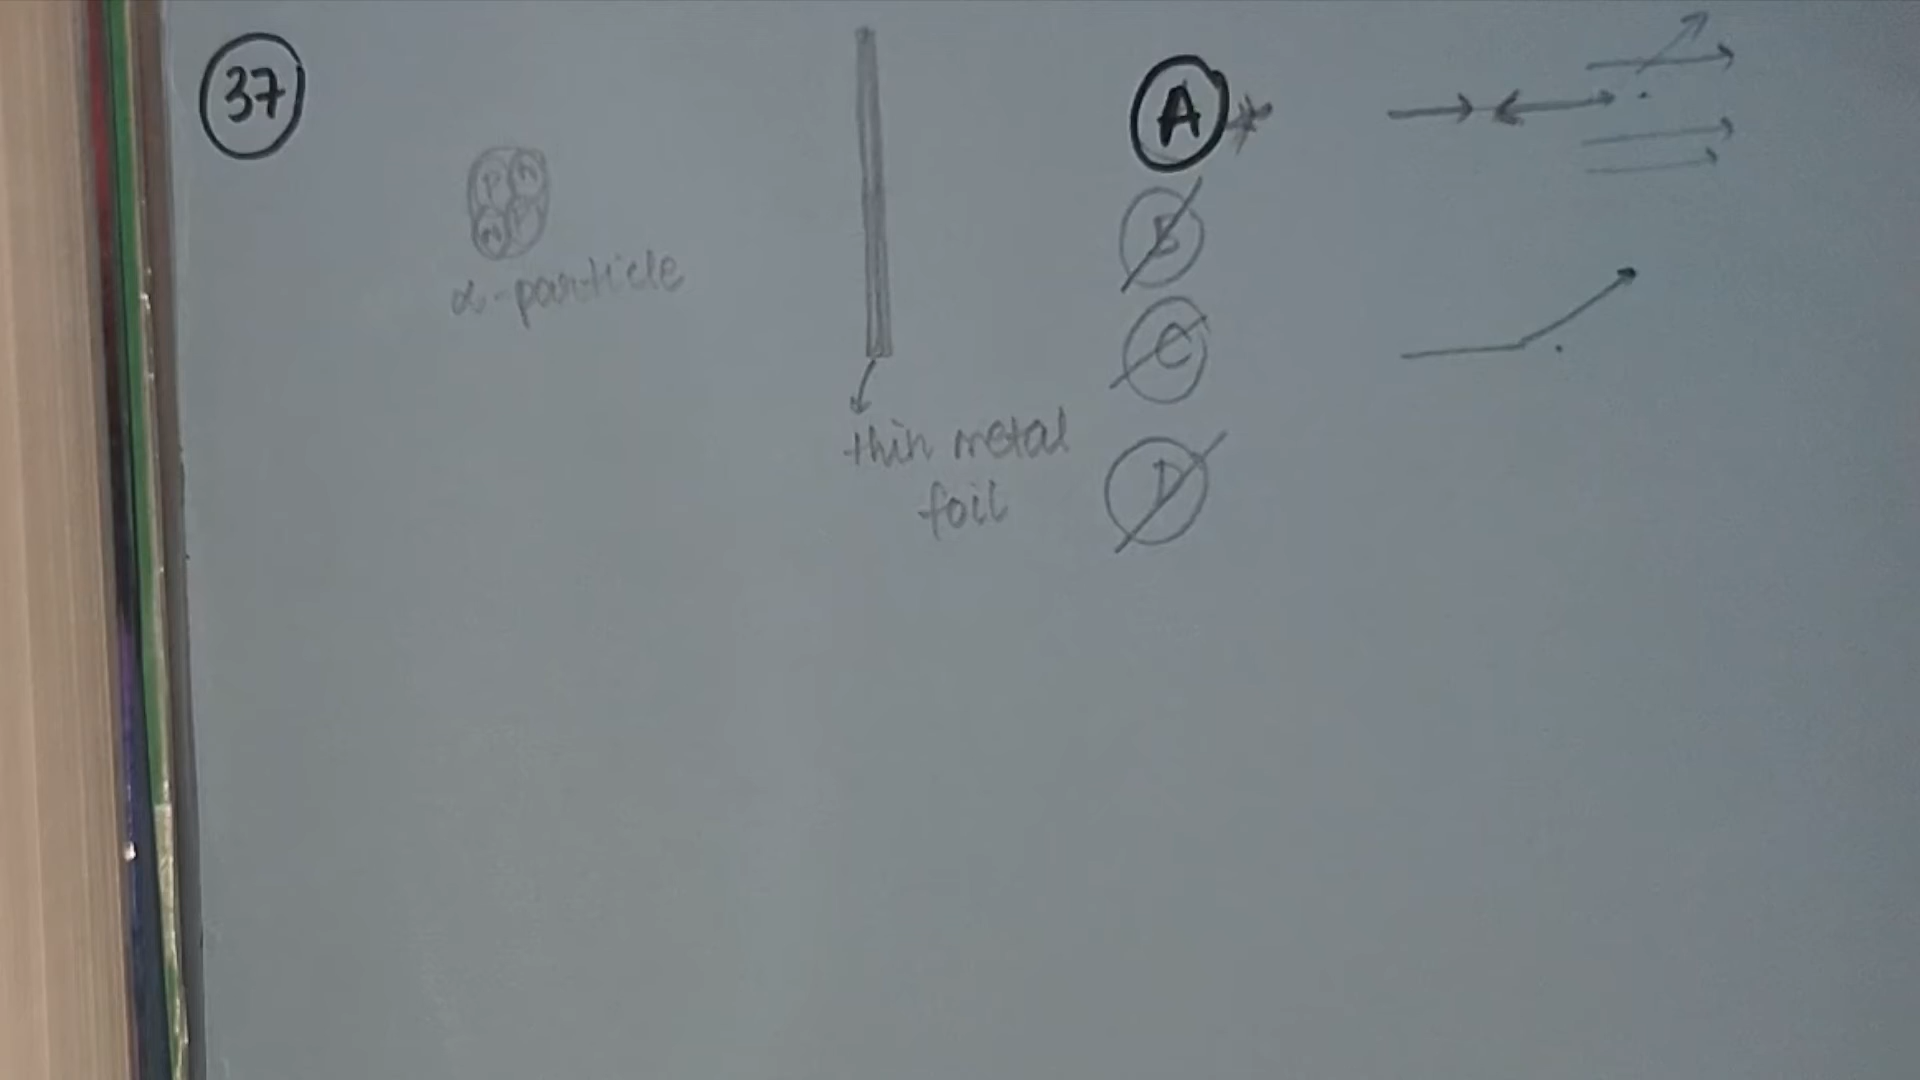 37
P n
n P
α-particle
thin metal
foil
A*
B
C
D